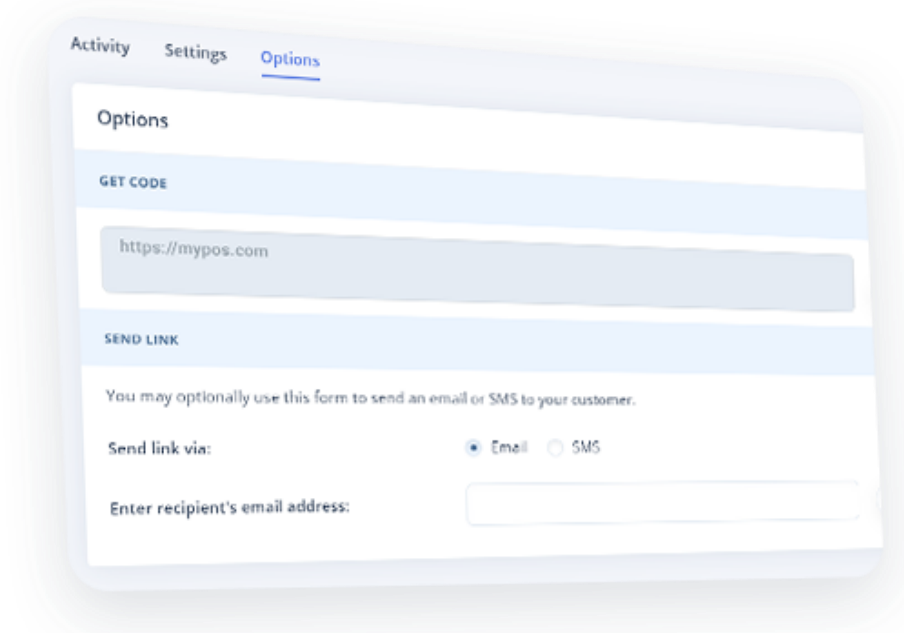 Activity Settings Options
Options
GET CODE
https://mypos.com
SEND LINK
You may optionally use this form to send an email or SMS to your customer.
Send link via: Email SMS
Enter recipient's email address: